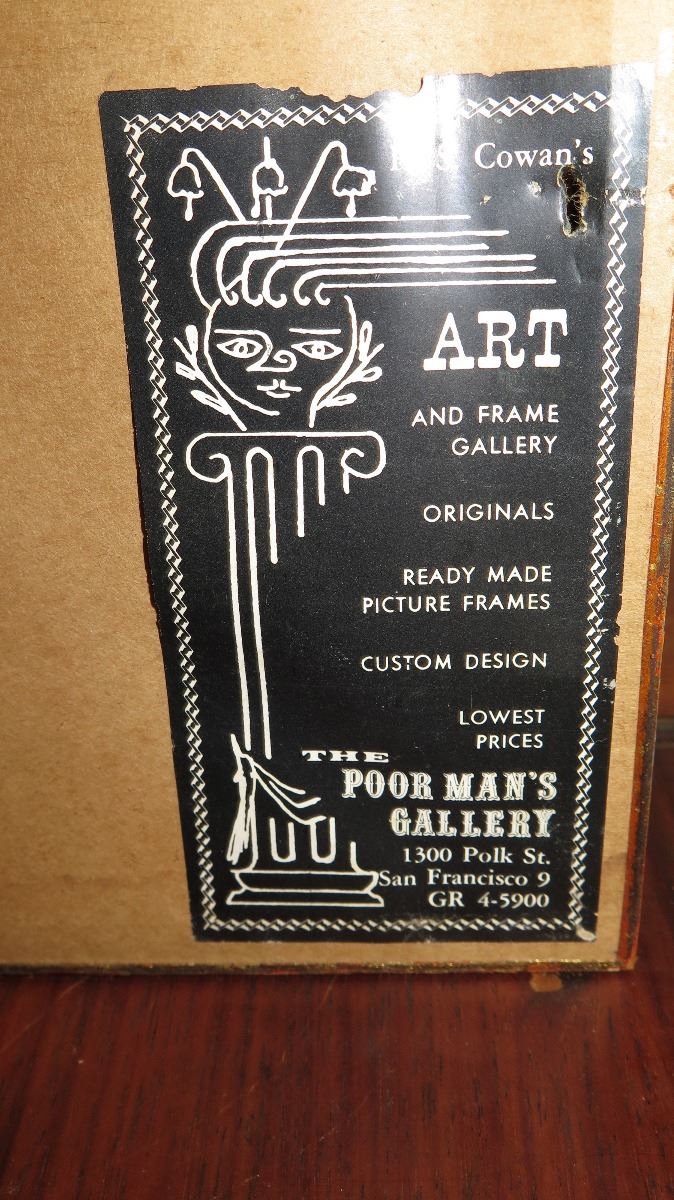 Cowan's
ART
AND FRAME
GALLERY
ORIGINALS
READY MADE
PICTURE FRAMES
CUSTOM DESIGN
LOWEST
PRICES
THE
POOR MAN'S
GALLERY
1300 Polk St.
San Francisco 9
GR 4-5900